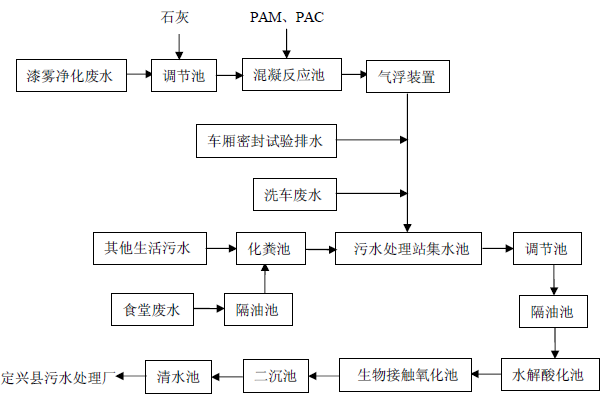 石灰
PAM、PAC
漆雾净化废水
调节池
混凝反应池
气浮装置
车厢密封试验排水
洗车废水
其他生活污水
化粪池
污水处理站集水池
调节池
食堂废水
隔油池
隔油池
定兴县污水处理厂
清水池
二沉池
生物接触氧化池
水解酸化池